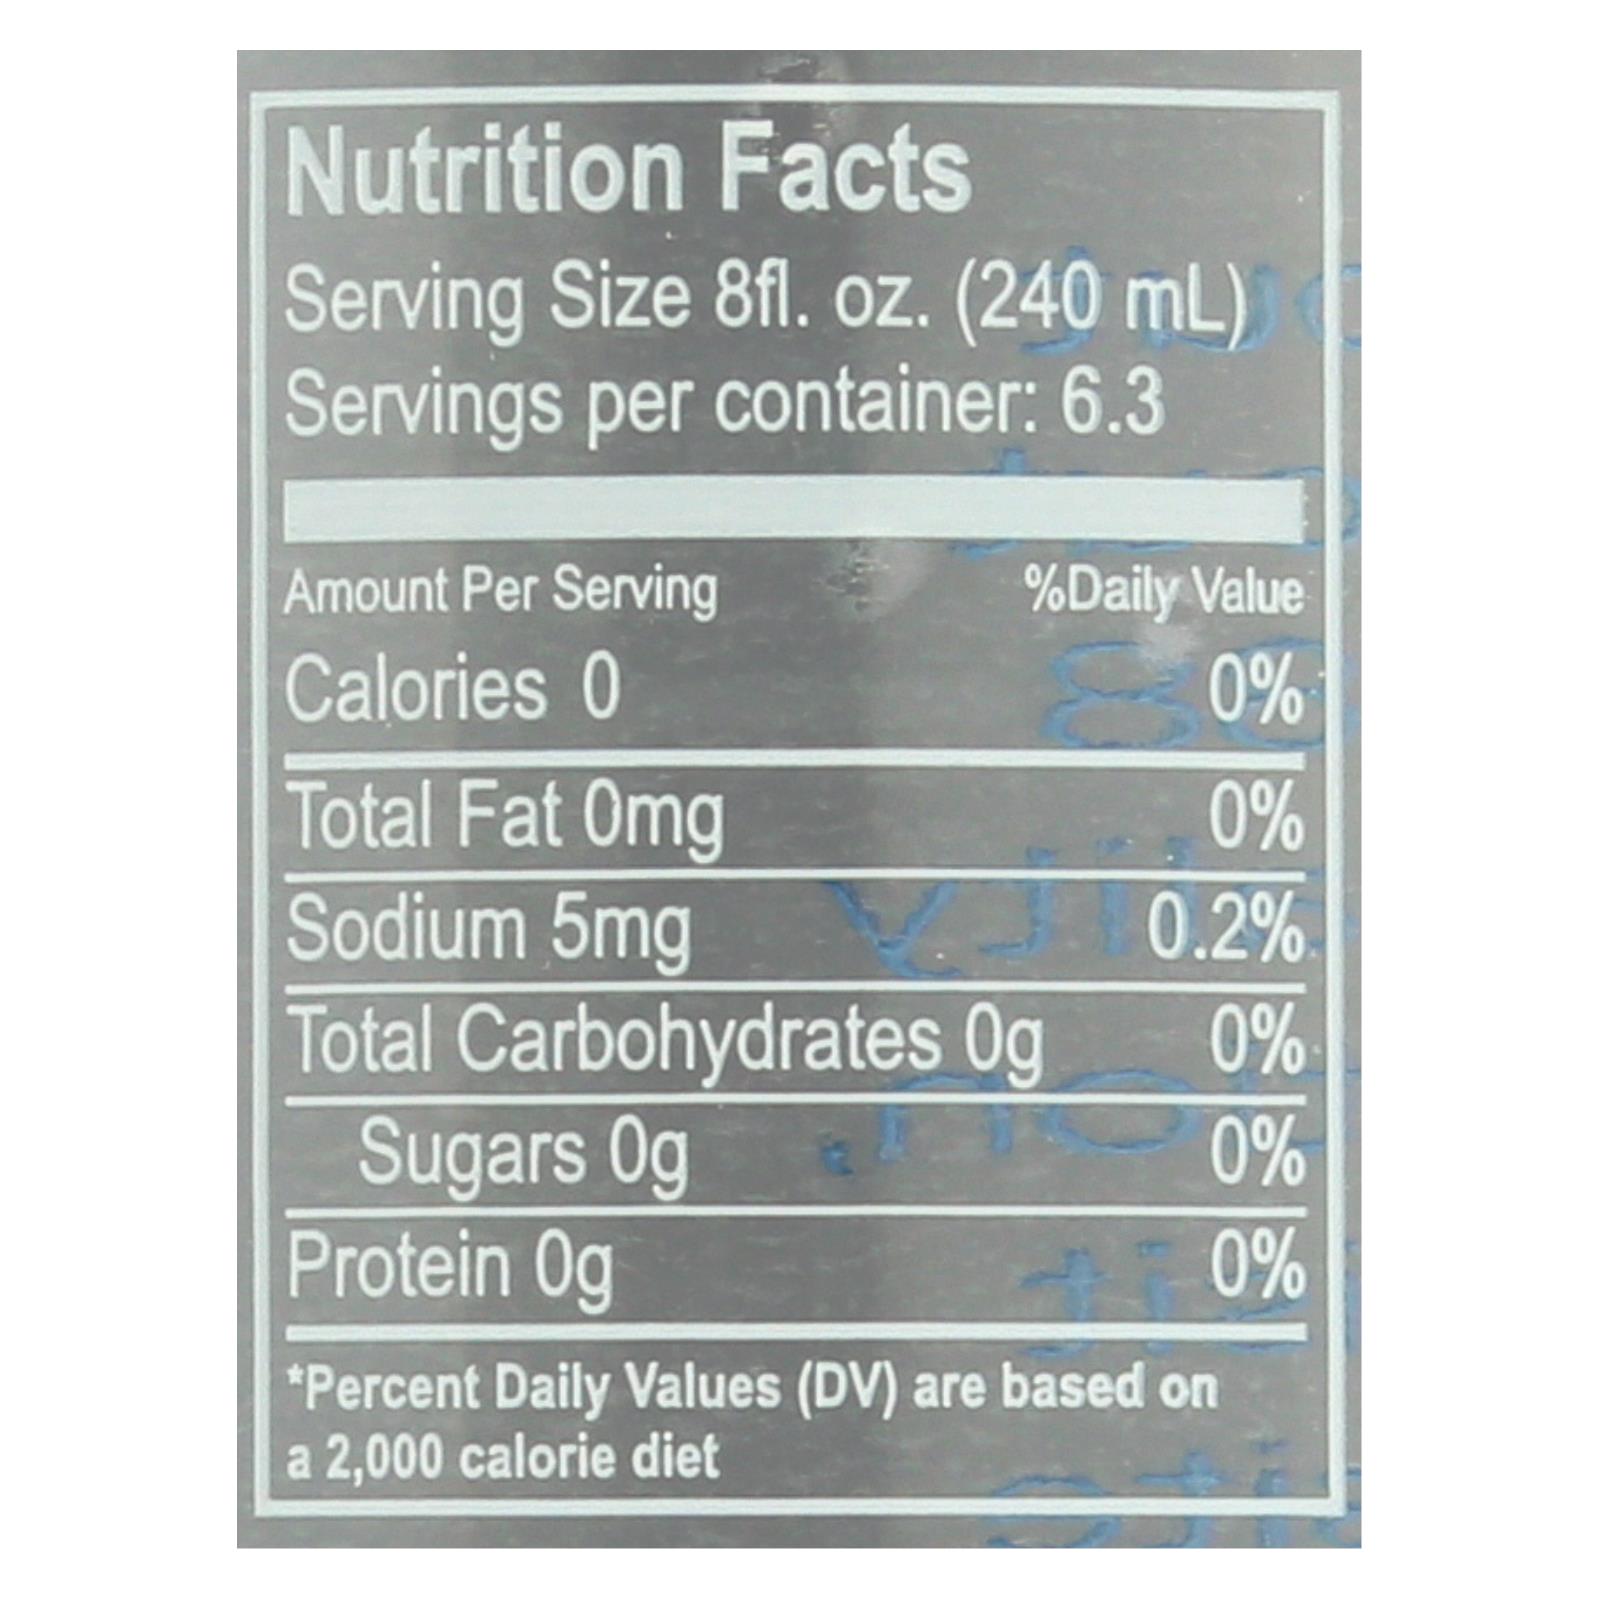 Nutrition Facts
Serving Size 8fl. oz. (240 mL)
Servings per container: 6.3
Amount Per Serving %Daily Value
Calories 0 0%
Total Fat 0mg 0%
Sodium 5mg 0.2%
Total Carbohydrates 0g 0%
Sugars 0g 0%
Protein 0g 0%
*Percent Daily Values (DV) are based on
a 2,000 calorie diet